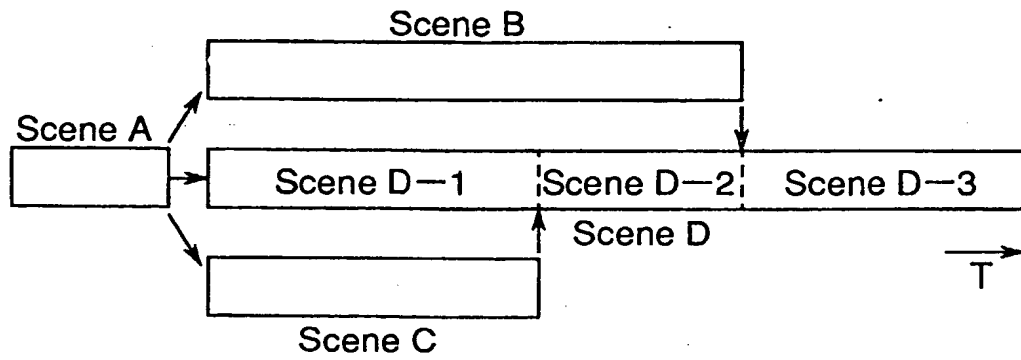 Scene B
Scene A
Scene D—1 Scene D—2 Scene D—3
Scene D
T
Scene C